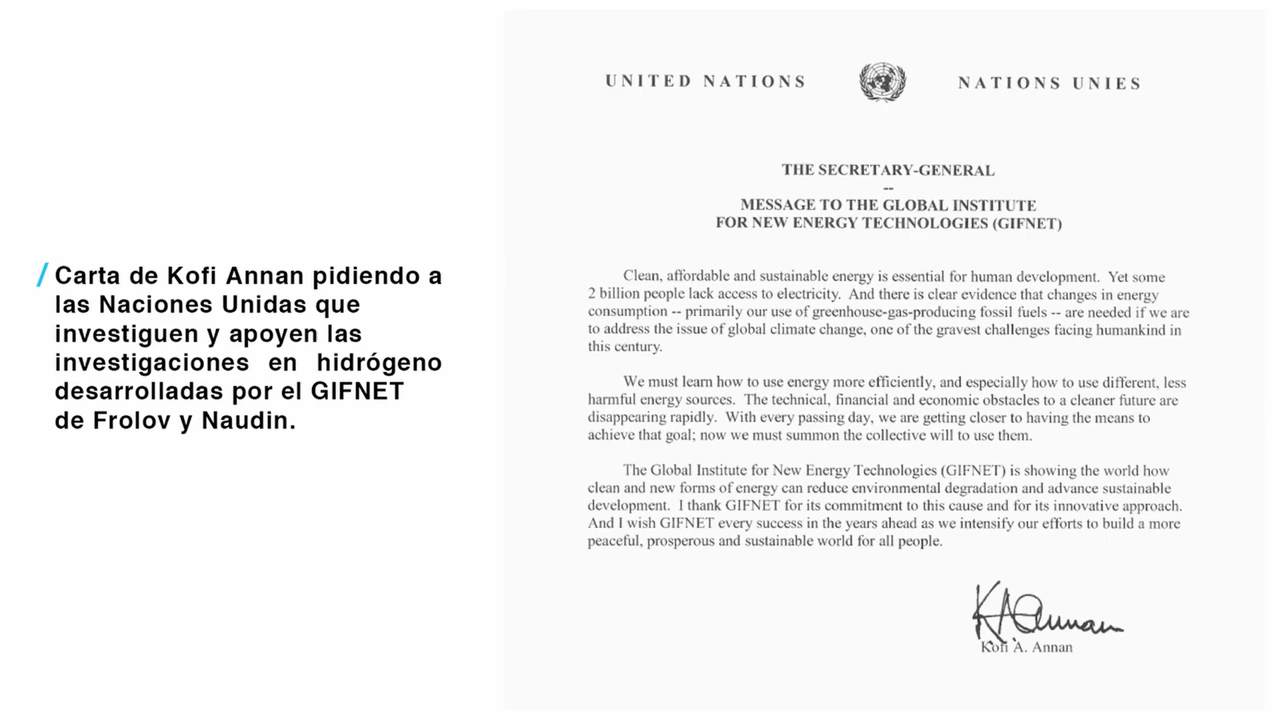 / Carta de Kofi Annan pidiendo a
las Naciones Unidas que
investiguen y apoyen las
investigaciones en hidrógeno
desarrolladas por el GIFNET
de Frolov y Naudin.
UNITED NATIONS NATIONS UNIES
THE SECRETARY-GENERAL
--
MESSAGE TO THE GLOBAL INSTITUTE
FOR NEW ENERGY TECHNOLOGIES (GIFNET)
Clean, affordable and sustainable energy is essential for human development. Yet some
2 billion people lack access to electricity. And there is clear evidence that changes in energy
consumption -- primarily our use of greenhouse-gas-producing fossil fuels -- are needed if we are
to address the issue of global climate change, one of the gravest challenges facing humankind in
this century.
We must learn how to use energy more efficiently, and especially how to use different, less
harmful energy sources. The technical, financial and economic obstacles to a cleaner future are
disappearing rapidly. With every passing day, we are getting closer to having the means to
achieve that goal; now we must summon the collective will to use them.
The Global Institute for New Energy Technologies (GIFNET) is showing the world how
clean and new forms of energy can reduce environmental degradation and advance sustainable
development. I thank GIFNET for its commitment to this cause and for its innovative approach.
And I wish GIFNET every success in the years ahead as we intensify our efforts to build a more
peaceful, prosperous and sustainable world for all people.
KAAnnan
Kofi A. Annan